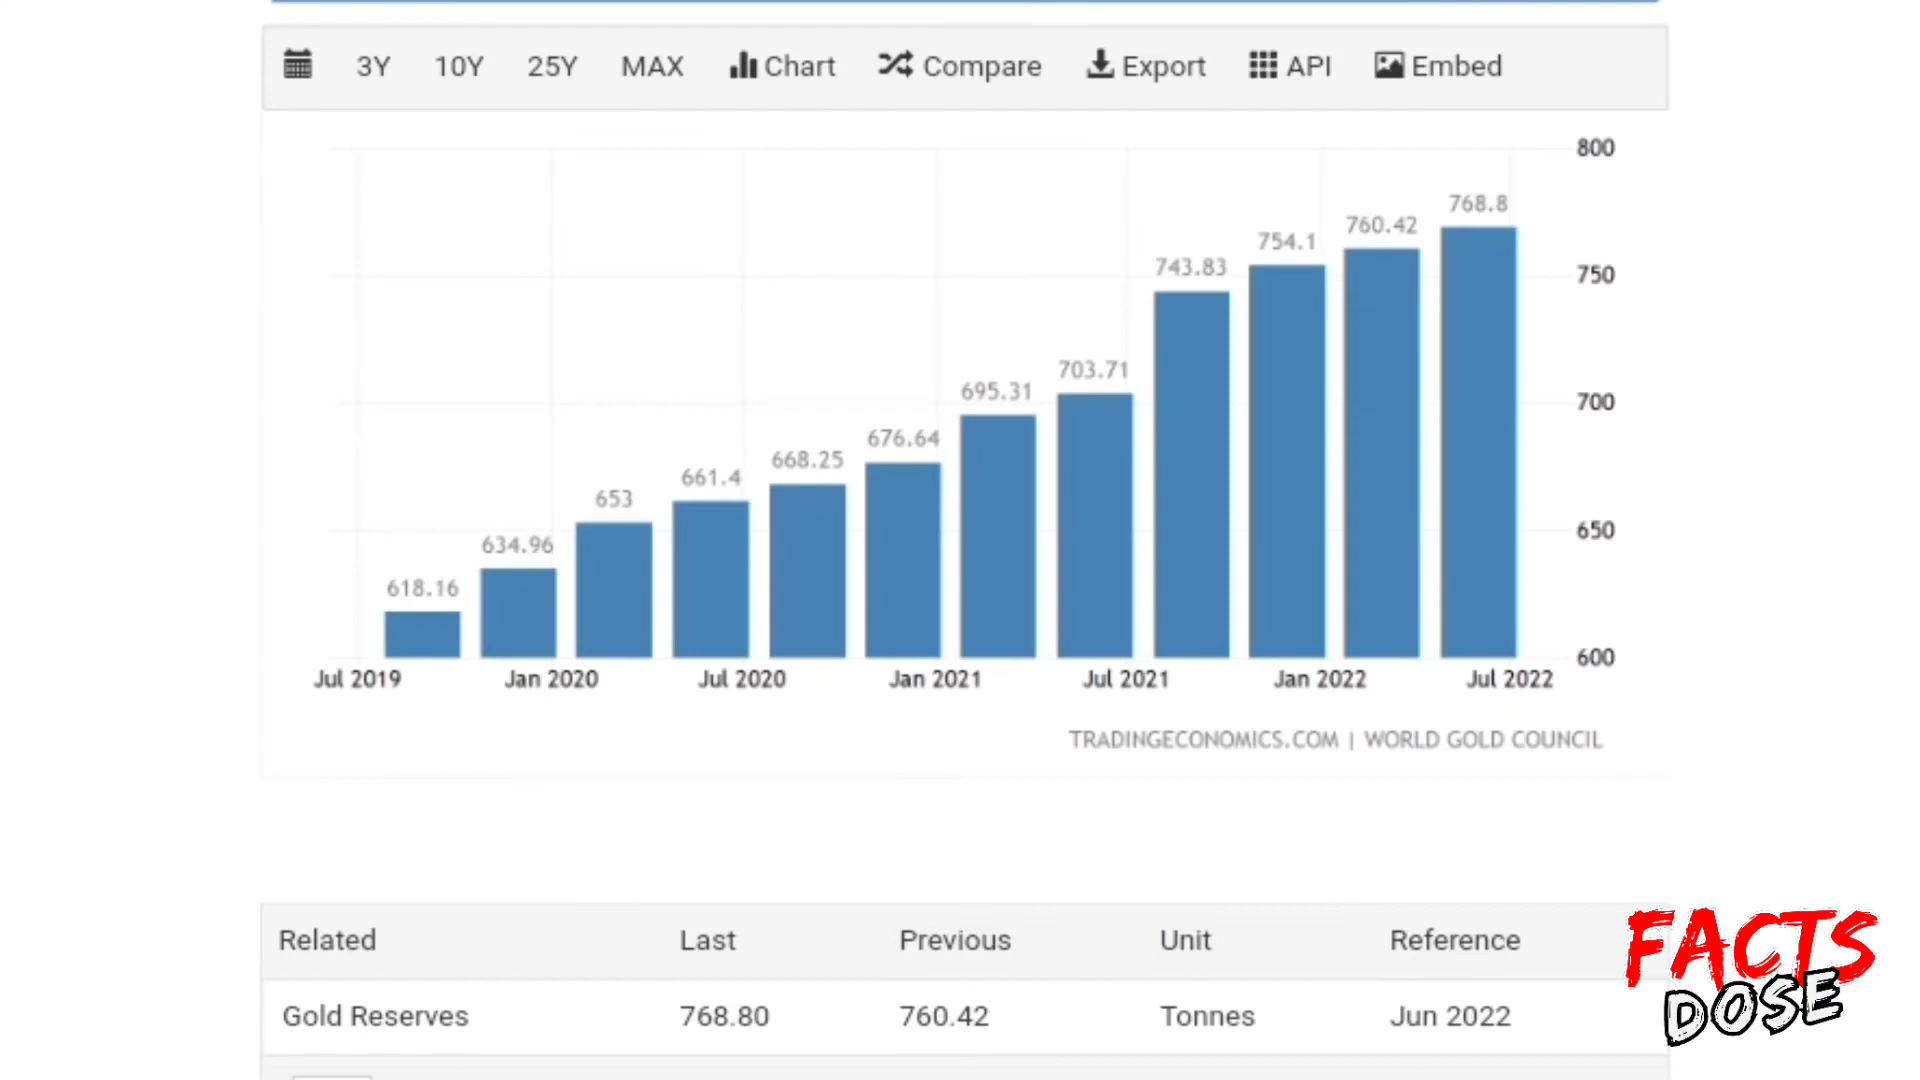 3Y 10Y 25Y MAX Chart Compare Export API Embed
800
768.8
760.42
754.1
743.83
750
703.71
695.31
700
676.64
668.25
661.4
653
650
634.96
618.16
600
Jul 2019 Jan 2020 Jul 2020 Jan 2021 Jul 2021 Jan 2022 Jul 2022
TRADINGECONOMICS.COM | WORLD GOLD COUNCIL
Related Last Previous Unit Reference
Gold Reserves 768.80 760.42 Tonnes Jun 2022
FACTS
DOSE